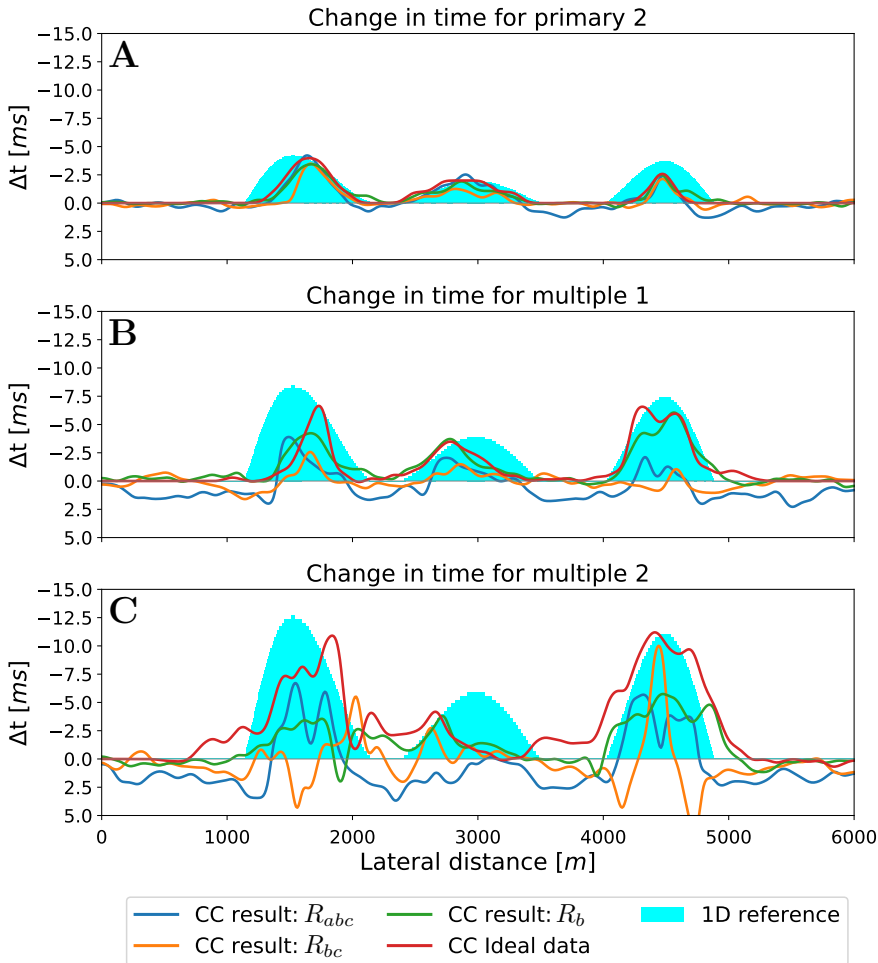 Change in time for primary 2
A
Δt [ms]
−15.0
−12.5
−10.0
−7.5
−5.0
−2.5
0.0
2.5
5.0
Change in time for multiple 1
B
Δt [ms]
−15.0
−12.5
−10.0
−7.5
−5.0
−2.5
0.0
2.5
5.0
Change in time for multiple 2
C
Δt [ms]
−15.0
−12.5
−10.0
−7.5
−5.0
−2.5
0.0
2.5
5.0
0 1000 2000 3000 4000 5000 6000
Lateral distance [m]
CC result: R_abc CC result: R_b 1D reference
CC result: R_bc CC Ideal data